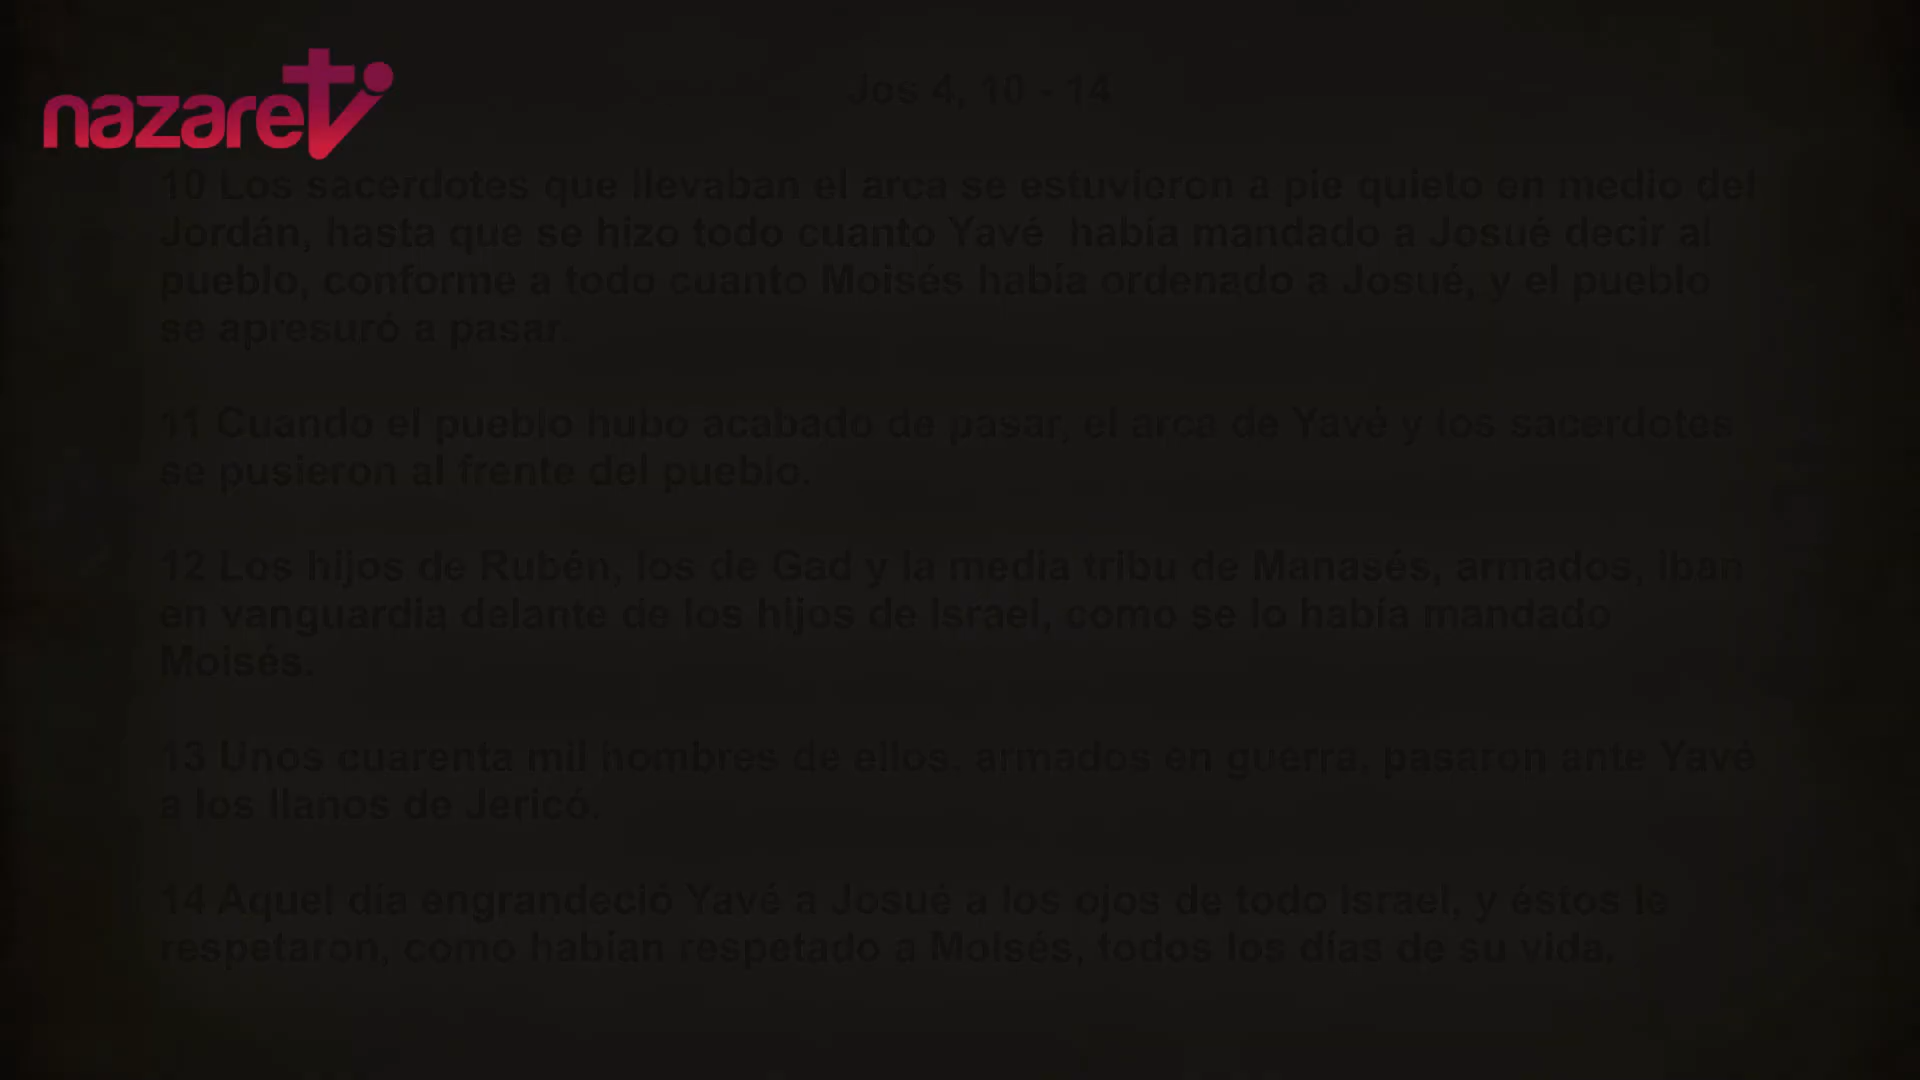 nazaretv
Jos 4, 10 - 14
10 Los sacerdotes que llevaban el arca se estuvieron a pie quieto en medio del
Jordán, hasta que se hizo todo cuanto Yavé había mandado a Josué decir al
pueblo, conforme a todo cuanto Moisés había ordenado a Josué, y el pueblo
se apresuró a pasar.
11 Cuando el pueblo hubo acabado de pasar, el arca de Yavé y los sacerdotes
se pusieron al frente del pueblo.
12 Los hijos de Rubén, los de Gad y la media tribu de Manasés, armados, iban
en vanguardia delante de los hijos de Israel, como se lo había mandado
Moisés.
13 Unos cuarenta mil hombres de ellos, armados en guerra, pasaron ante Yavé
a los llanos de Jericó.
14 Aquel día engrandeció Yavé a Josué a los ojos de todo Israel, y éstos le
respetaron, como habían respetado a Moisés, todos los días de su vida.